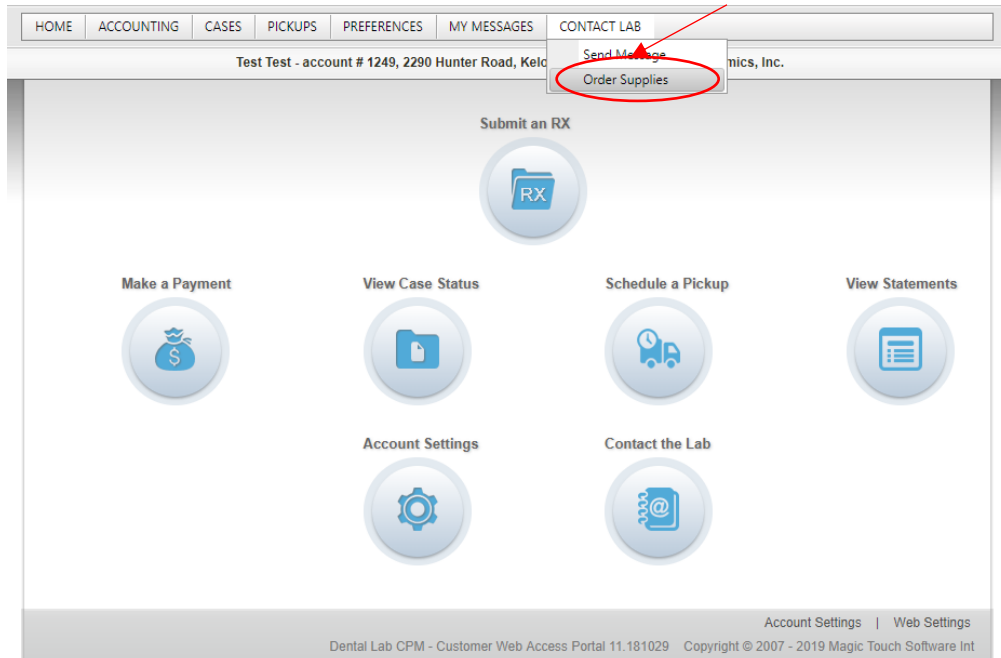 HOME ACCOUNTING CASES PICKUPS PREFERENCES MY MESSAGES CONTACT LAB
Send Message
Test Test - account # 1249, 2290 Hunter Road, Kelo mics, Inc.
Order Supplies
Submit an RX
RX
Make a Payment View Case Status Schedule a Pickup View Statements
$
Account Settings Contact the Lab
@
Account Settings | Web Settings
Dental Lab CPM - Customer Web Access Portal 11.181029 Copyright © 2007 - 2019 Magic Touch Software Int